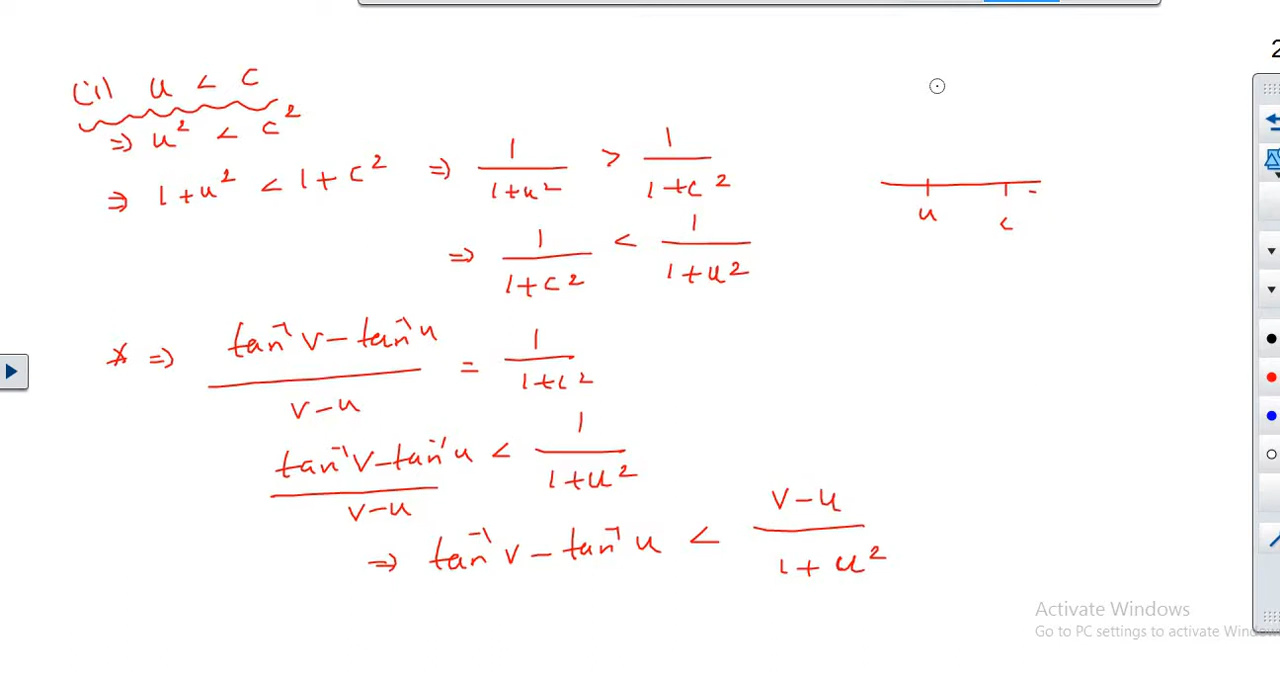 (i) u < c
⇒ u² < c²
⇒ 1+u² < 1+c² ⇒ 1/(1+u²) > 1/(1+c²)
⇒ 1/(1+c²) < 1/(1+u²)
u c
* ⇒ (tan⁻¹v − tan⁻¹u)/(v−u) = 1/(1+c²)
(tan⁻¹v − tan⁻¹u)/(v−u) < 1/(1+u²)
⇒ tan⁻¹v − tan⁻¹u < (v−u)/(1+u²)
Activate Windows
Go to PC settings to activate Windows
2